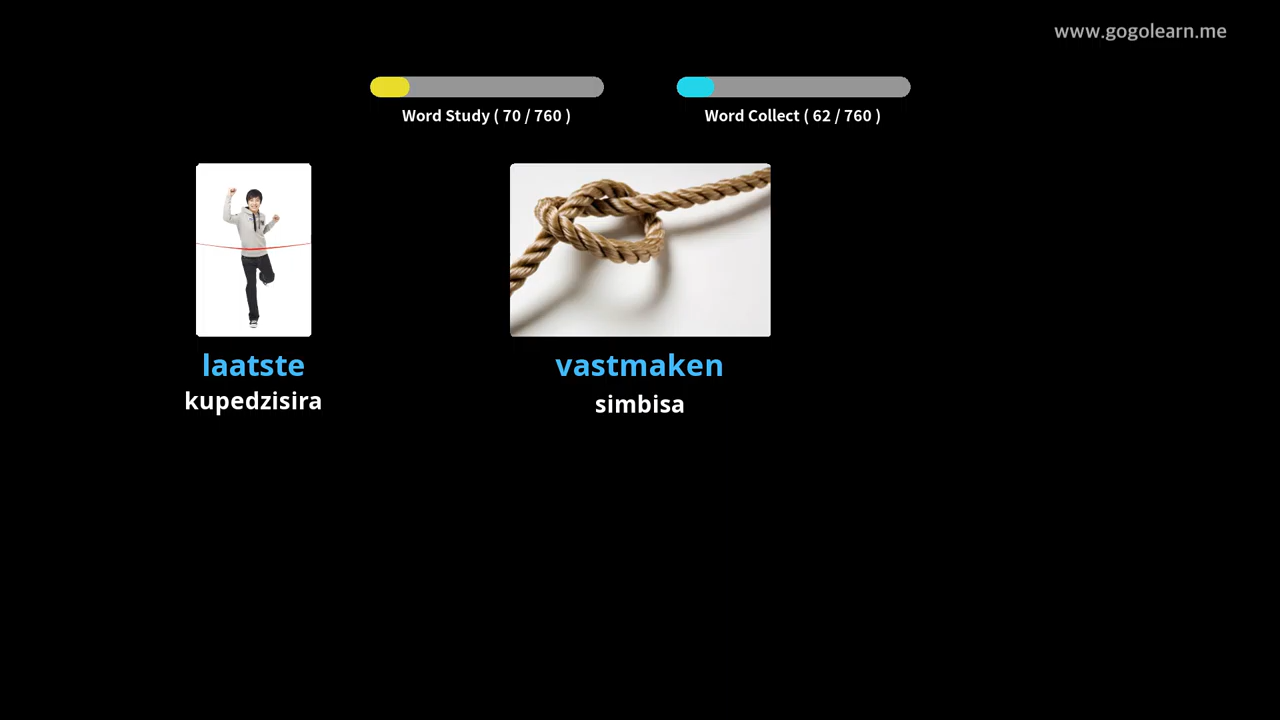 www.gogolearn.me
Word Study ( 70 / 760 )
Word Collect ( 62 / 760 )
laatste
kupedzisira
vastmaken
simbisa